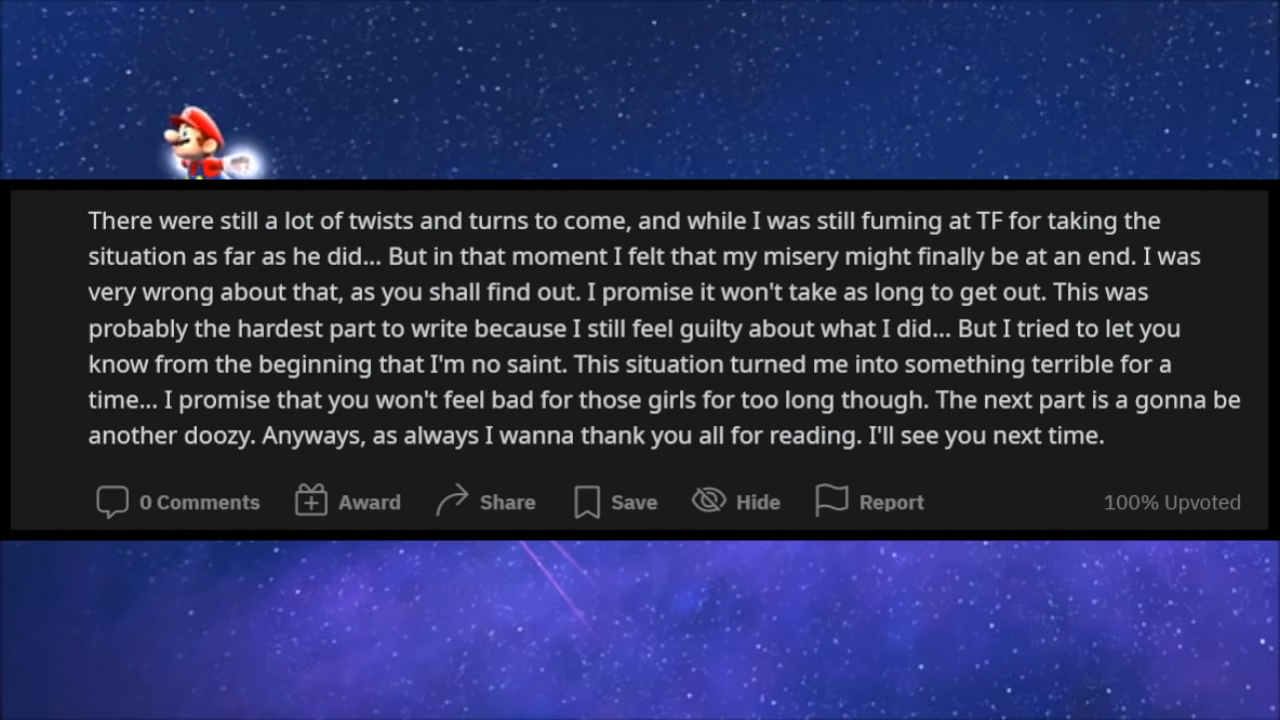 There were still a lot of twists and turns to come, and while I was still fuming at TF for taking the
situation as far as he did... But in that moment I felt that my misery might finally be at an end. I was
very wrong about that, as you shall find out. I promise it won't take as long to get out. This was
probably the hardest part to write because I still feel guilty about what I did... But I tried to let you
know from the beginning that I'm no saint. This situation turned me into something terrible for a
time... I promise that you won't feel bad for those girls for too long though. The next part is a gonna be
another doozy. Anyways, as always I wanna thank you all for reading. I'll see you next time.
0 Comments Award Share Save Hide Report 100% Upvoted